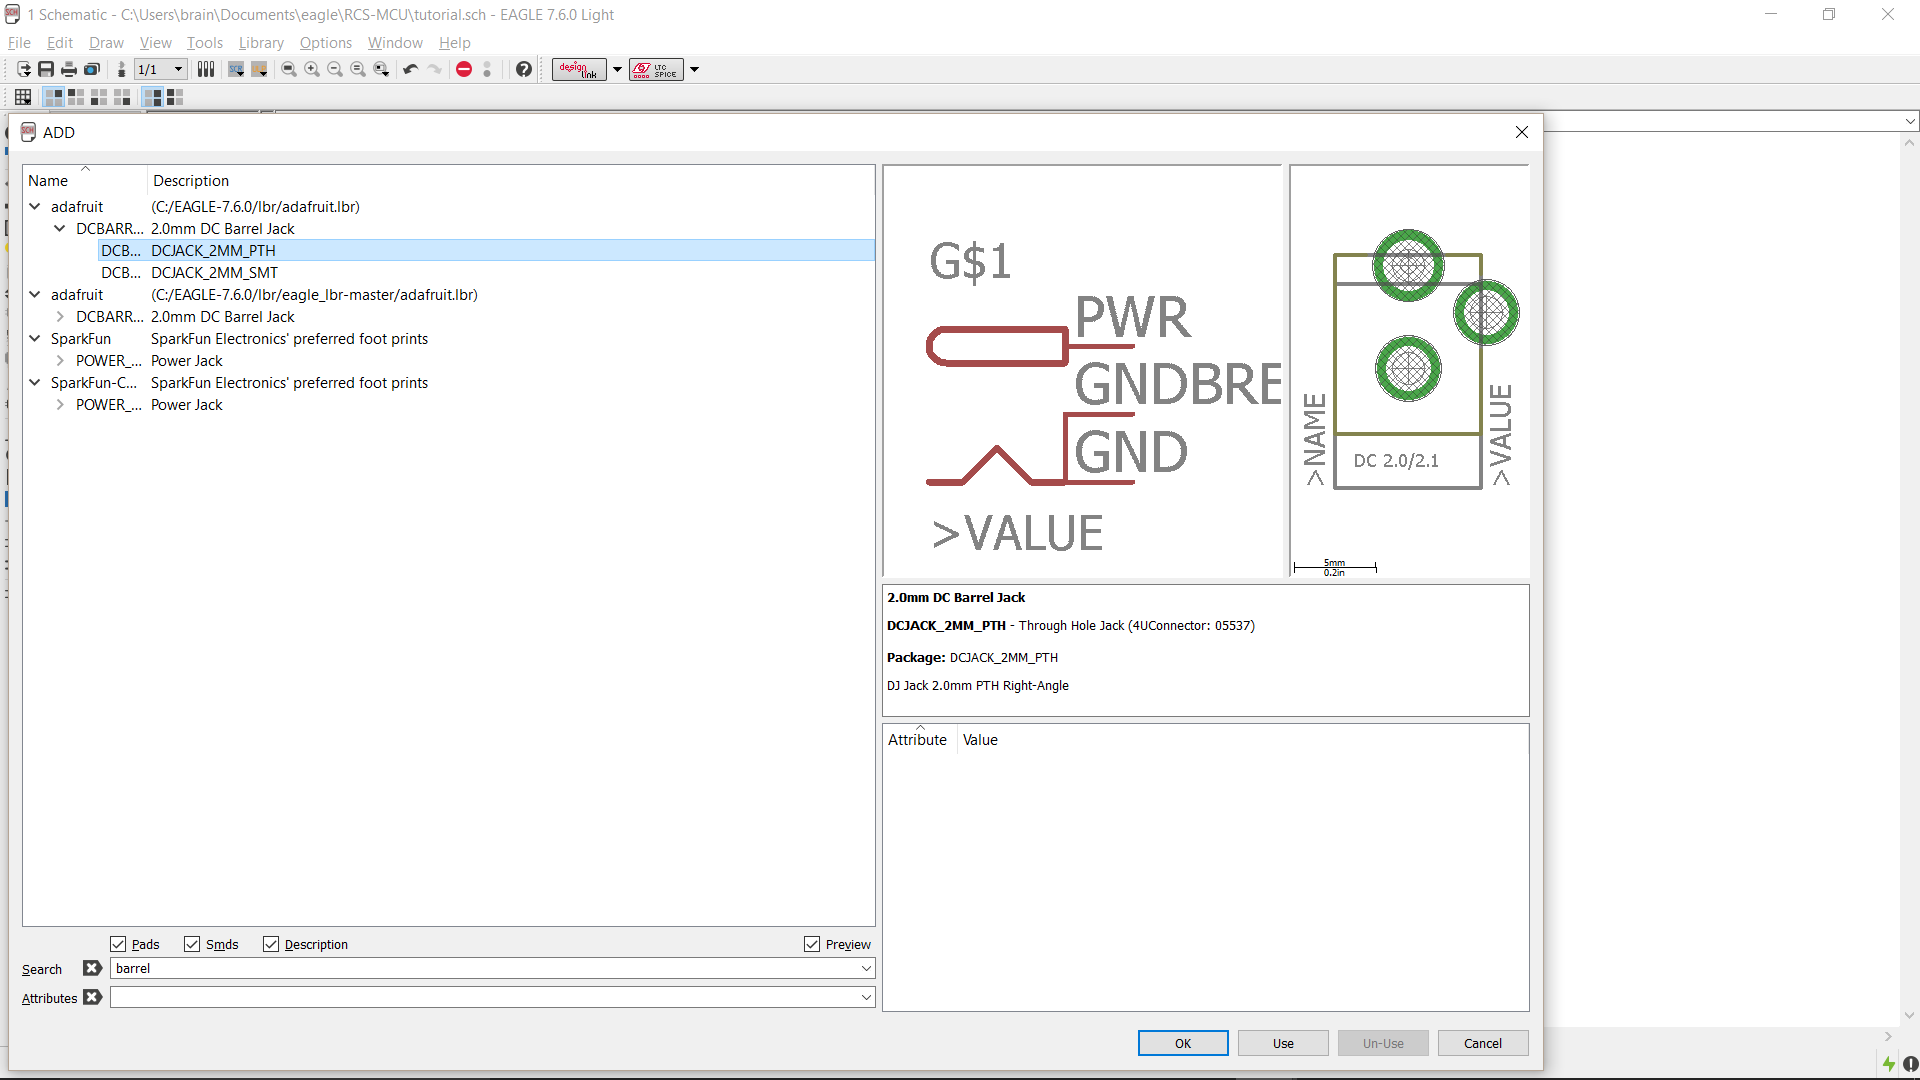 1 Schematic - C:\Users\brain\Documents\eagle\RCS-MCU\tutorial.sch - EAGLE 7.6.0 Light
File Edit Draw View Tools Library Options Window Help
1/1 SCR design link LTC SPICE
ADD
Name Description
adafruit (C:/EAGLE-7.6.0/lbr/adafruit.lbr)
DCBARR... 2.0mm DC Barrel Jack
DCB... DCJACK_2MM_PTH
DCB... DCJACK_2MM_SMT
adafruit (C:/EAGLE-7.6.0/lbr/eagle_lbr-master/adafruit.lbr)
DCBARR... 2.0mm DC Barrel Jack
SparkFun SparkFun Electronics' preferred foot prints
POWER_... Power Jack
SparkFun-C... SparkFun Electronics' preferred foot prints
POWER_... Power Jack
Pads Smds Description Preview
Search barrel
Attributes
G$1
PWR
GNDBRE
GND
>VALUE
>NAME
>VALUE
DC 2.0/2.1
5mm
0.2in
2.0mm DC Barrel Jack
DCJACK_2MM_PTH - Through Hole Jack (4UConnector: 05537)
Package: DCJACK_2MM_PTH
DJ Jack 2.0mm PTH Right-Angle
Attribute Value
OK Use Un-Use Cancel